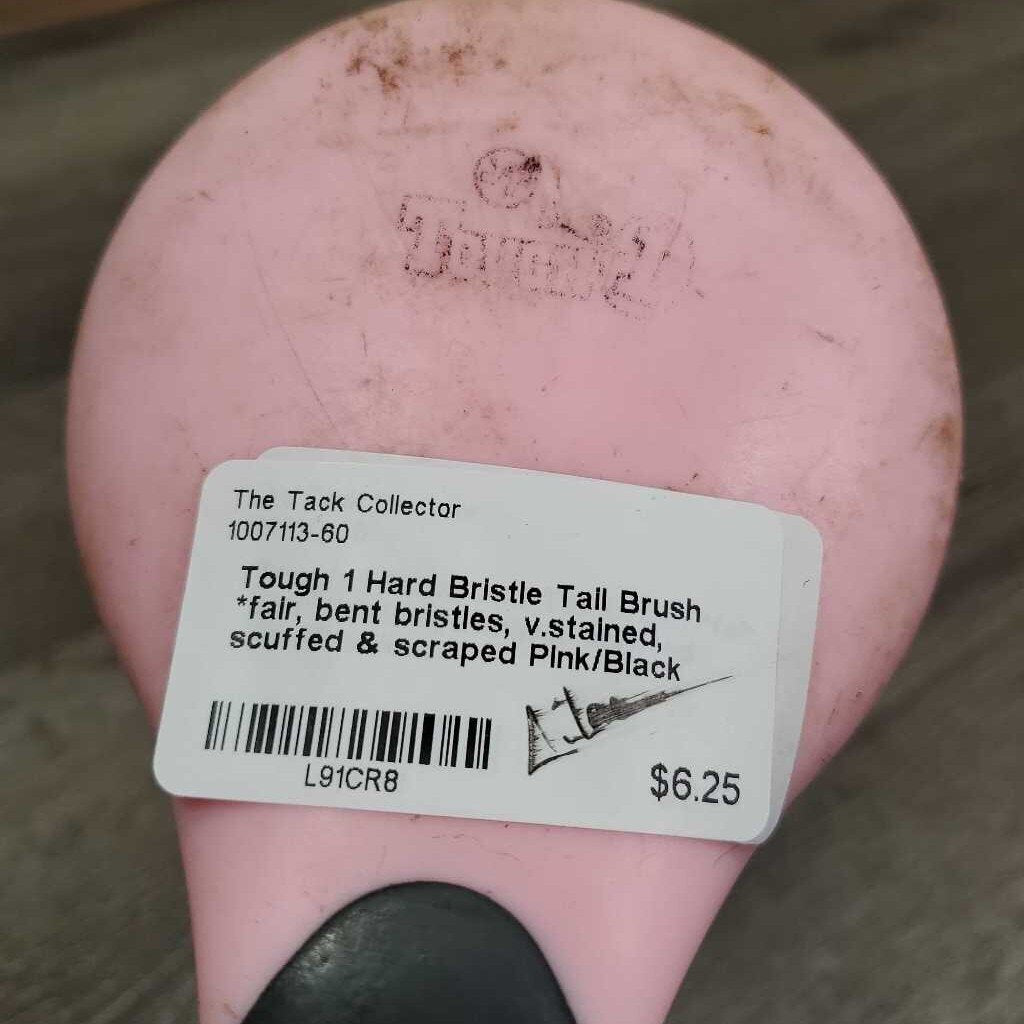 The Tack Collector
1007113-60
Tough 1 Hard Bristle Tail Brush
*fair, bent bristles, v.stained,
scuffed & scraped Pink/Black
L91CR8
$6.25